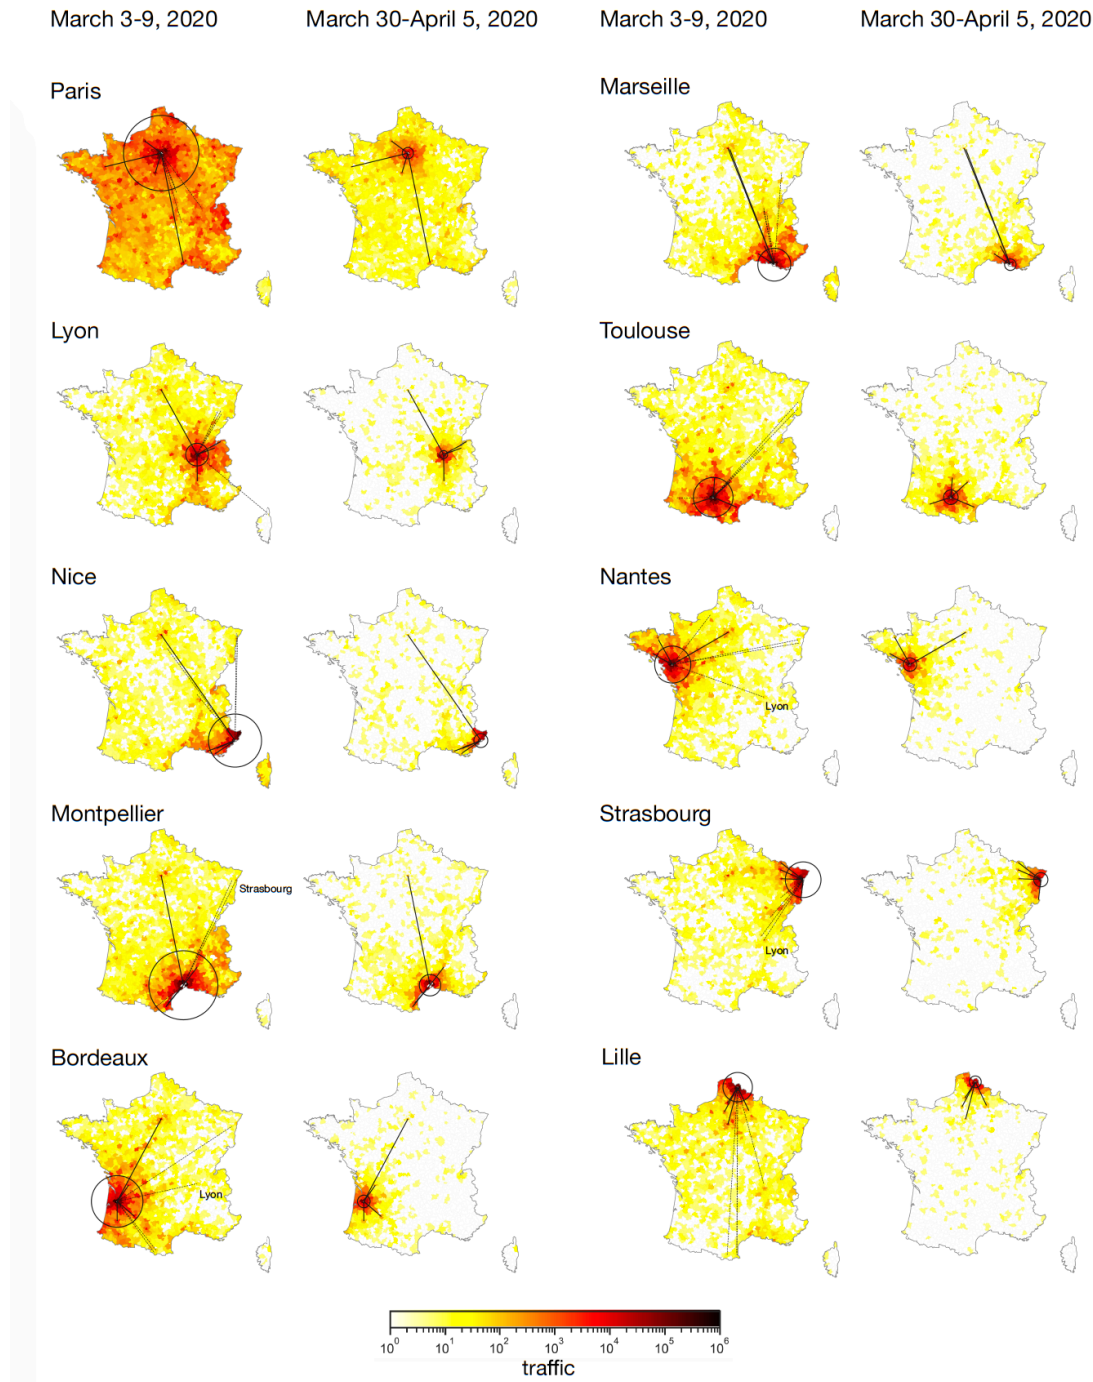 March 3-9, 2020
March 30-April 5, 2020
March 3-9, 2020
March 30-April 5, 2020
Paris
Marseille
Lyon
Toulouse
Nice
Nantes
Lyon
Montpellier
Strasbourg
Strasbourg
Lyon
Bordeaux
Lille
Lyon
10^0 10^1 10^2 10^3 10^4 10^5 10^6
traffic